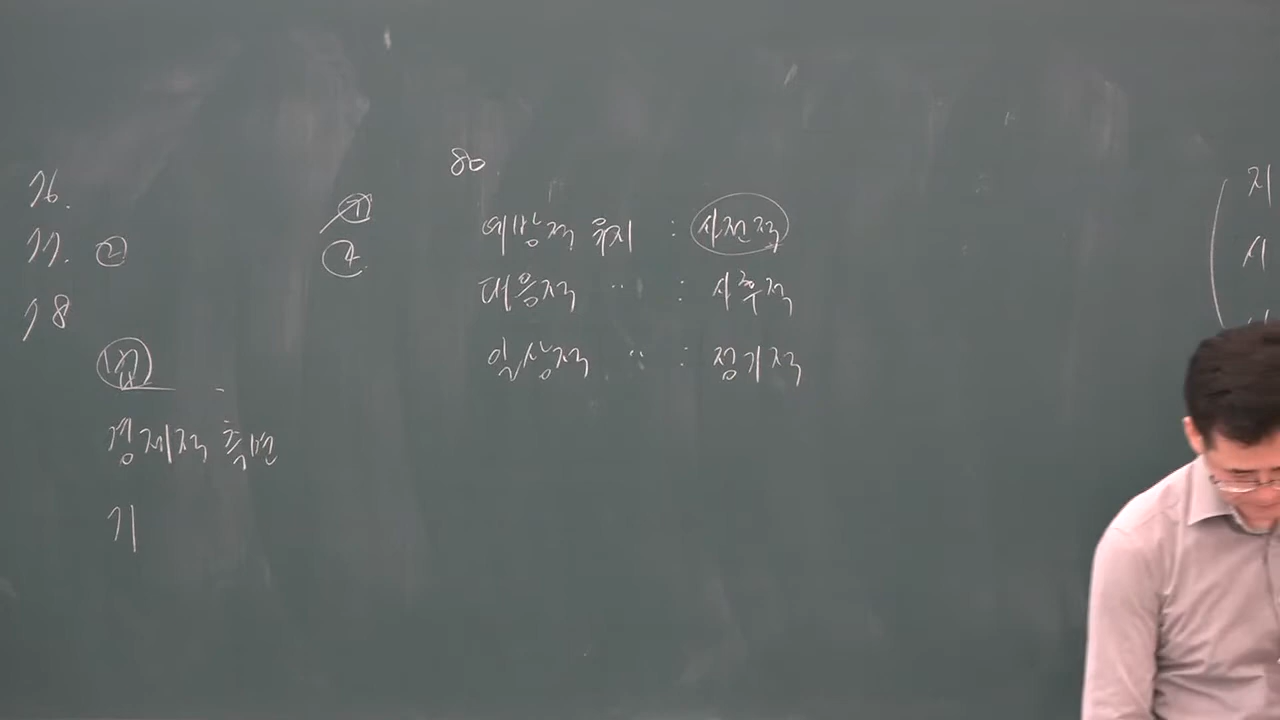 76.
77. ②
78
경제적 측면
기
④
80
예방적 유지 : 사전적
대응적 〃 : 사후적
일상적 〃 : 정기적
지
시